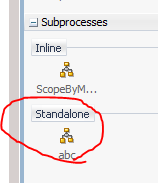 Subprocesses
Inline
ScopeByM...
Standalone
abc